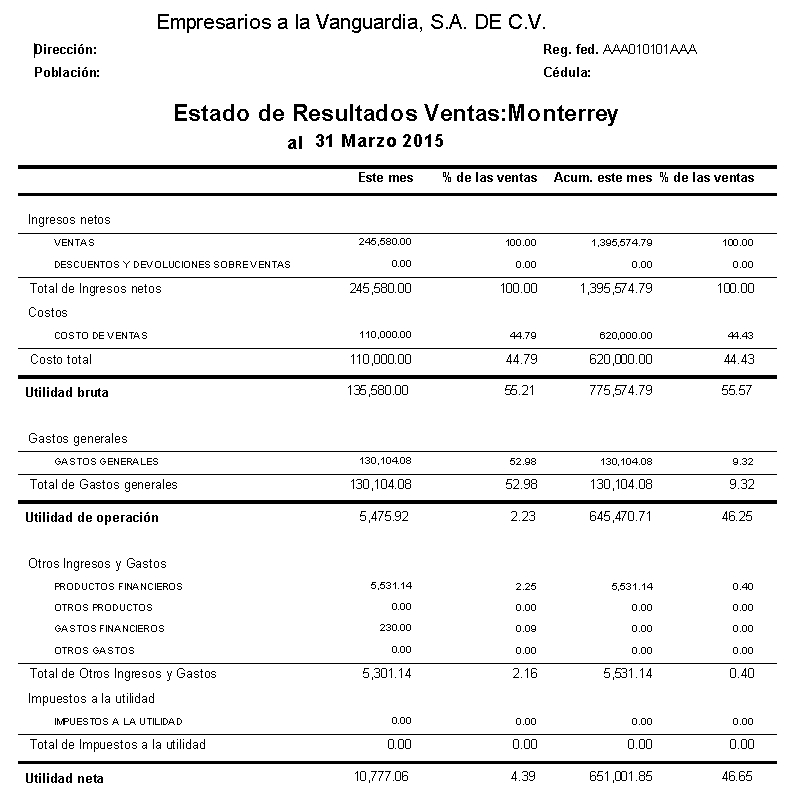 Empresarios a la Vanguardia, S.A. DE C.V.
Dirección: Reg. fed. AAA010101AAA
Población: Cédula:
Estado de Resultados Ventas:Monterrey
al 31 Marzo 2015
Este mes % de las ventas Acum. este mes % de las ventas
Ingresos netos
VENTAS 245,580.00 100.00 1,395,574.79 100.00
DESCUENTOS Y DEVOLUCIONES SOBRE VENTAS 0.00 0.00 0.00 0.00
Total de Ingresos netos 245,580.00 100.00 1,395,574.79 100.00
Costos
COSTO DE VENTAS 110,000.00 44.79 620,000.00 44.43
Costo total 110,000.00 44.79 620,000.00 44.43
Utilidad bruta 135,580.00 55.21 775,574.79 55.57
Gastos generales
GASTOS GENERALES 130,104.08 52.98 130,104.08 9.32
Total de Gastos generales 130,104.08 52.98 130,104.08 9.32
Utilidad de operación 5,475.92 2.23 645,470.71 46.25
Otros Ingresos y Gastos
PRODUCTOS FINANCIEROS 5,531.14 2.25 5,531.14 0.40
OTROS PRODUCTOS 0.00 0.00 0.00 0.00
GASTOS FINANCIEROS 230.00 0.09 0.00 0.00
OTROS GASTOS 0.00 0.00 0.00 0.00
Total de Otros Ingresos y Gastos 5,301.14 2.16 5,531.14 0.40
Impuestos a la utilidad
IMPUESTOS A LA UTILIDAD 0.00 0.00 0.00 0.00
Total de Impuestos a la utilidad 0.00 0.00 0.00 0.00
Utilidad neta 10,777.06 4.39 651,001.85 46.65